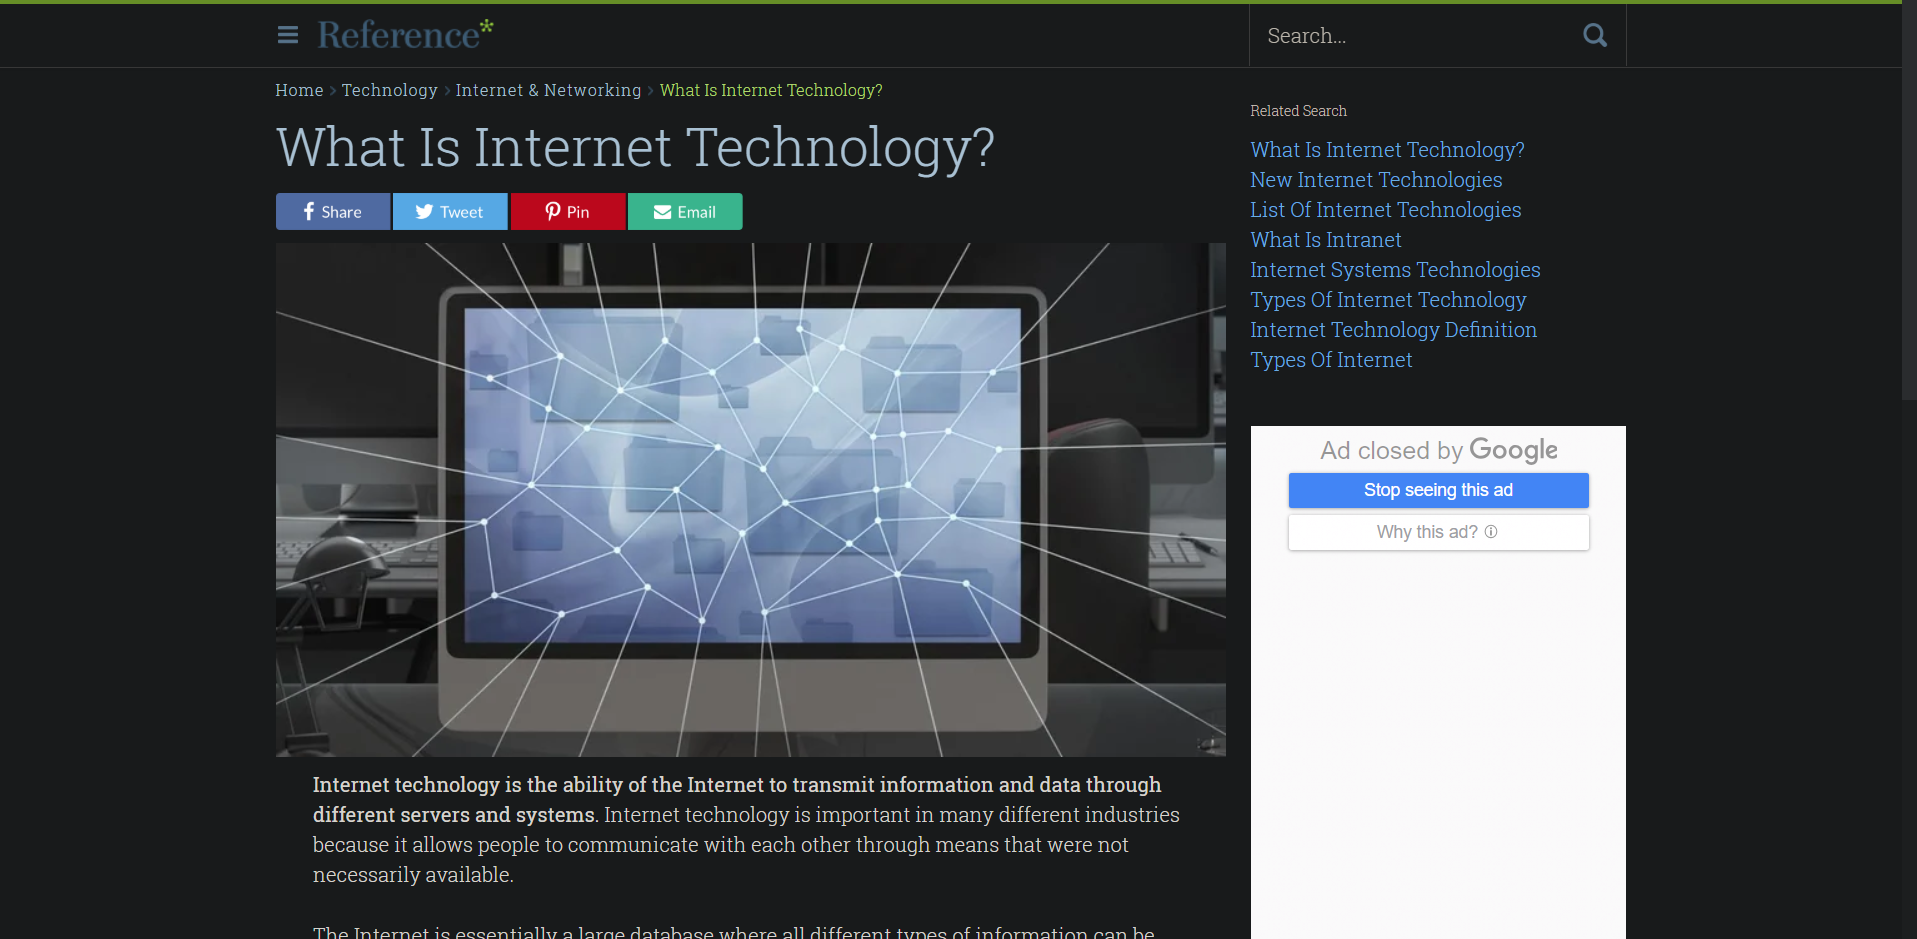 Reference*
Search...
Home > Technology > Internet & Networking > What Is Internet Technology?
What Is Internet Technology?
Share Tweet Pin Email
Internet technology is the ability of the Internet to transmit information and data through
different servers and systems. Internet technology is important in many different industries
because it allows people to communicate with each other through means that were not
necessarily available.
The Internet is essentially a large database where all different types of information can be
Related Search
What Is Internet Technology?
New Internet Technologies
List Of Internet Technologies
What Is Intranet
Internet Systems Technologies
Types Of Internet Technology
Internet Technology Definition
Types Of Internet
Ad closed by Google
Stop seeing this ad
Why this ad?